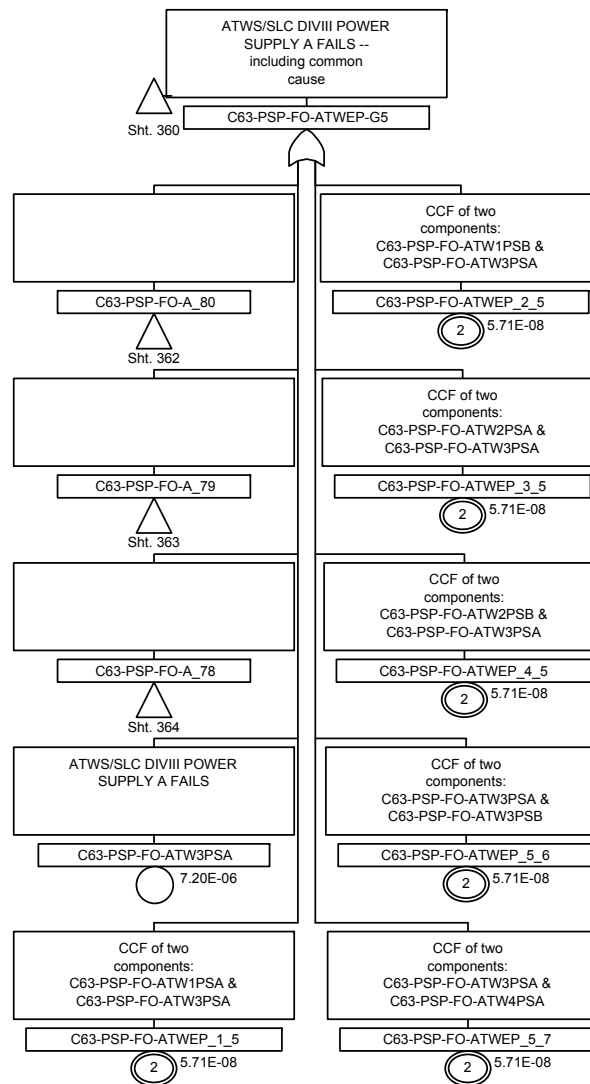 ATWS/SLC DIVIII POWER
SUPPLY A FAILS --
including common
cause
Sht. 360
C63-PSP-FO-ATWEP-G5
C63-PSP-FO-A_80
Sht. 362
CCF of two
components:
C63-PSP-FO-ATW1PSB &
C63-PSP-FO-ATW3PSA
C63-PSP-FO-ATWEP_2_5
2
5.71E-08
C63-PSP-FO-A_79
Sht. 363
CCF of two
components:
C63-PSP-FO-ATW2PSA &
C63-PSP-FO-ATW3PSA
C63-PSP-FO-ATWEP_3_5
2
5.71E-08
C63-PSP-FO-A_78
Sht. 364
CCF of two
components:
C63-PSP-FO-ATW2PSB &
C63-PSP-FO-ATW3PSA
C63-PSP-FO-ATWEP_4_5
2
5.71E-08
ATWS/SLC DIVIII POWER
SUPPLY A FAILS
C63-PSP-FO-ATW3PSA
7.20E-06
CCF of two
components:
C63-PSP-FO-ATW3PSA &
C63-PSP-FO-ATW3PSB
C63-PSP-FO-ATWEP_5_6
2
5.71E-08
CCF of two
components:
C63-PSP-FO-ATW1PSA &
C63-PSP-FO-ATW3PSA
C63-PSP-FO-ATWEP_1_5
2
5.71E-08
CCF of two
components:
C63-PSP-FO-ATW3PSA &
C63-PSP-FO-ATW4PSA
C63-PSP-FO-ATWEP_5_7
2
5.71E-08